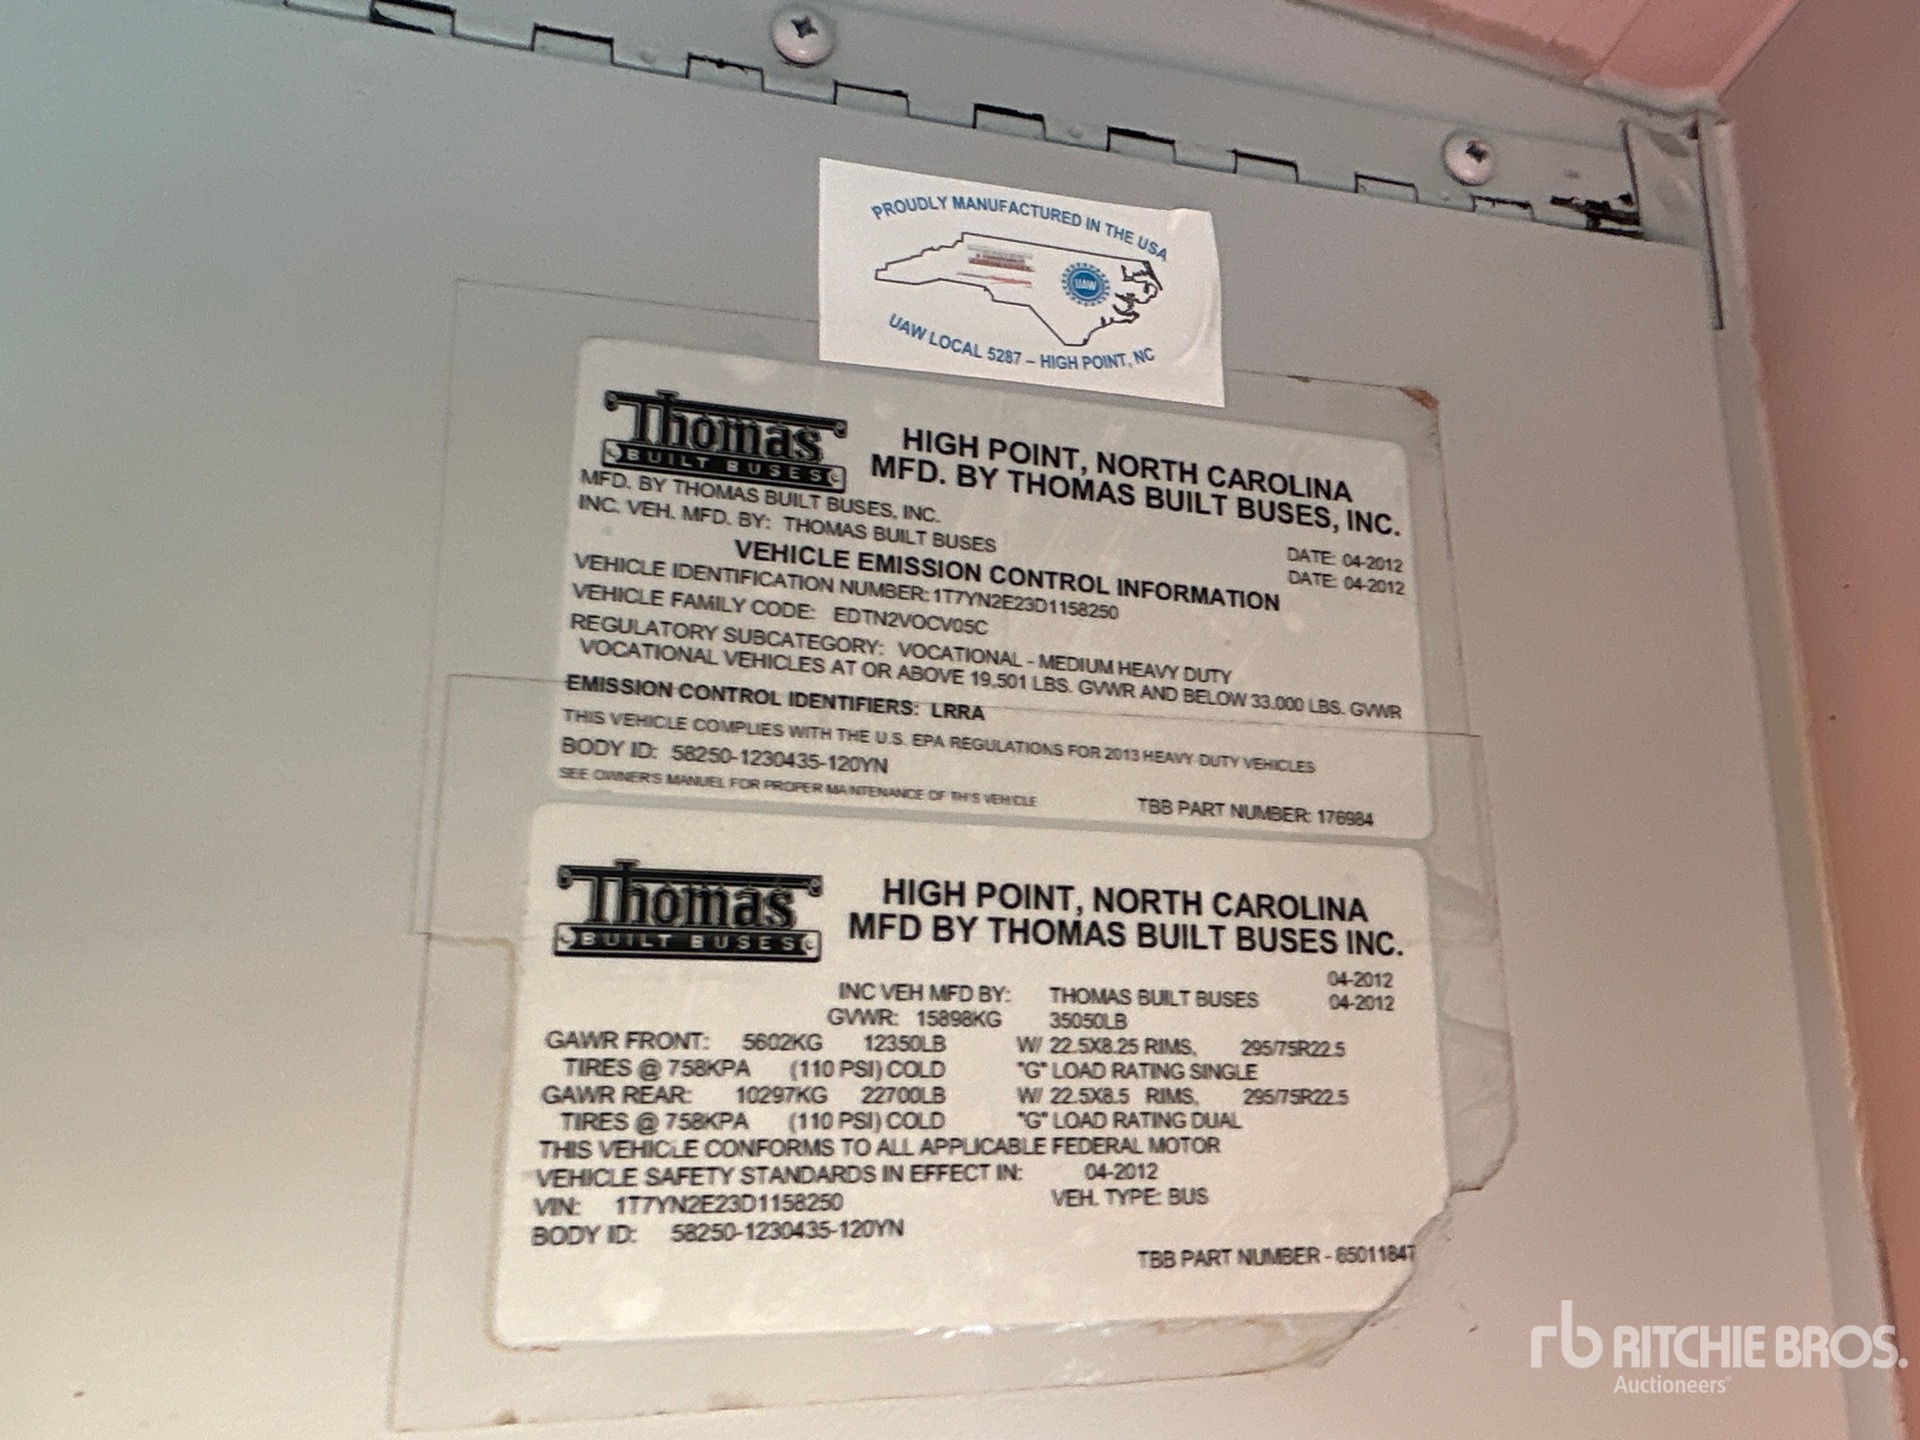 PROUDLY MANUFACTURED IN THE USA
UAW
UAW LOCAL 5287 – HIGH POINT, NC
Thomas
BUILT BUSES
HIGH POINT, NORTH CAROLINA
MFD. BY THOMAS BUILT BUSES, INC.
MFD. BY THOMAS BUILT BUSES, INC.
DATE: 04-2012
INC. VEH. MFD. BY: THOMAS BUILT BUSES
DATE: 04-2012
VEHICLE EMISSION CONTROL INFORMATION
VEHICLE IDENTIFICATION NUMBER: 1T7YN2E23D1158250
VEHICLE FAMILY CODE: EDTN2VOCV05C
REGULATORY SUBCATEGORY: VOCATIONAL - MEDIUM HEAVY DUTY
VOCATIONAL VEHICLES AT OR ABOVE 19,501 LBS. GVWR AND BELOW 33.000 LBS. GVWR
EMISSION CONTROL IDENTIFIERS: LRRA
THIS VEHICLE COMPLIES WITH THE U.S. EPA REGULATIONS FOR 2013 HEAVY-DUTY VEHICLES
BODY ID: 58250-1230435-120YN
SEE OWNER'S MANUEL FOR PROPER MAINTENANCE OF THIS VEHICLE
TBB PART NUMBER: 176984
Thomas
BUILT BUSES
HIGH POINT, NORTH CAROLINA
MFD BY THOMAS BUILT BUSES INC.
04-2012
INC VEH MFD BY: THOMAS BUILT BUSES 04-2012
GVWR: 15898KG 35050LB
GAWR FRONT: 5602KG 12350LB W/ 22.5X8.25 RIMS, 295/75R22.5
TIRES @ 758KPA (110 PSI) COLD "G" LOAD RATING SINGLE
GAWR REAR: 10297KG 22700LB W/ 22.5X8.5 RIMS, 295/75R22.5
TIRES @ 758KPA (110 PSI) COLD "G" LOAD RATING DUAL
THIS VEHICLE CONFORMS TO ALL APPLICABLE FEDERAL MOTOR
VEHICLE SAFETY STANDARDS IN EFFECT IN: 04-2012
VIN: 1T7YN2E23D1158250 VEH. TYPE: BUS
BODY ID: 58250-1230435-120YN
TBB PART NUMBER - 65011847
rb RITCHIE BROS.
Auctioneers